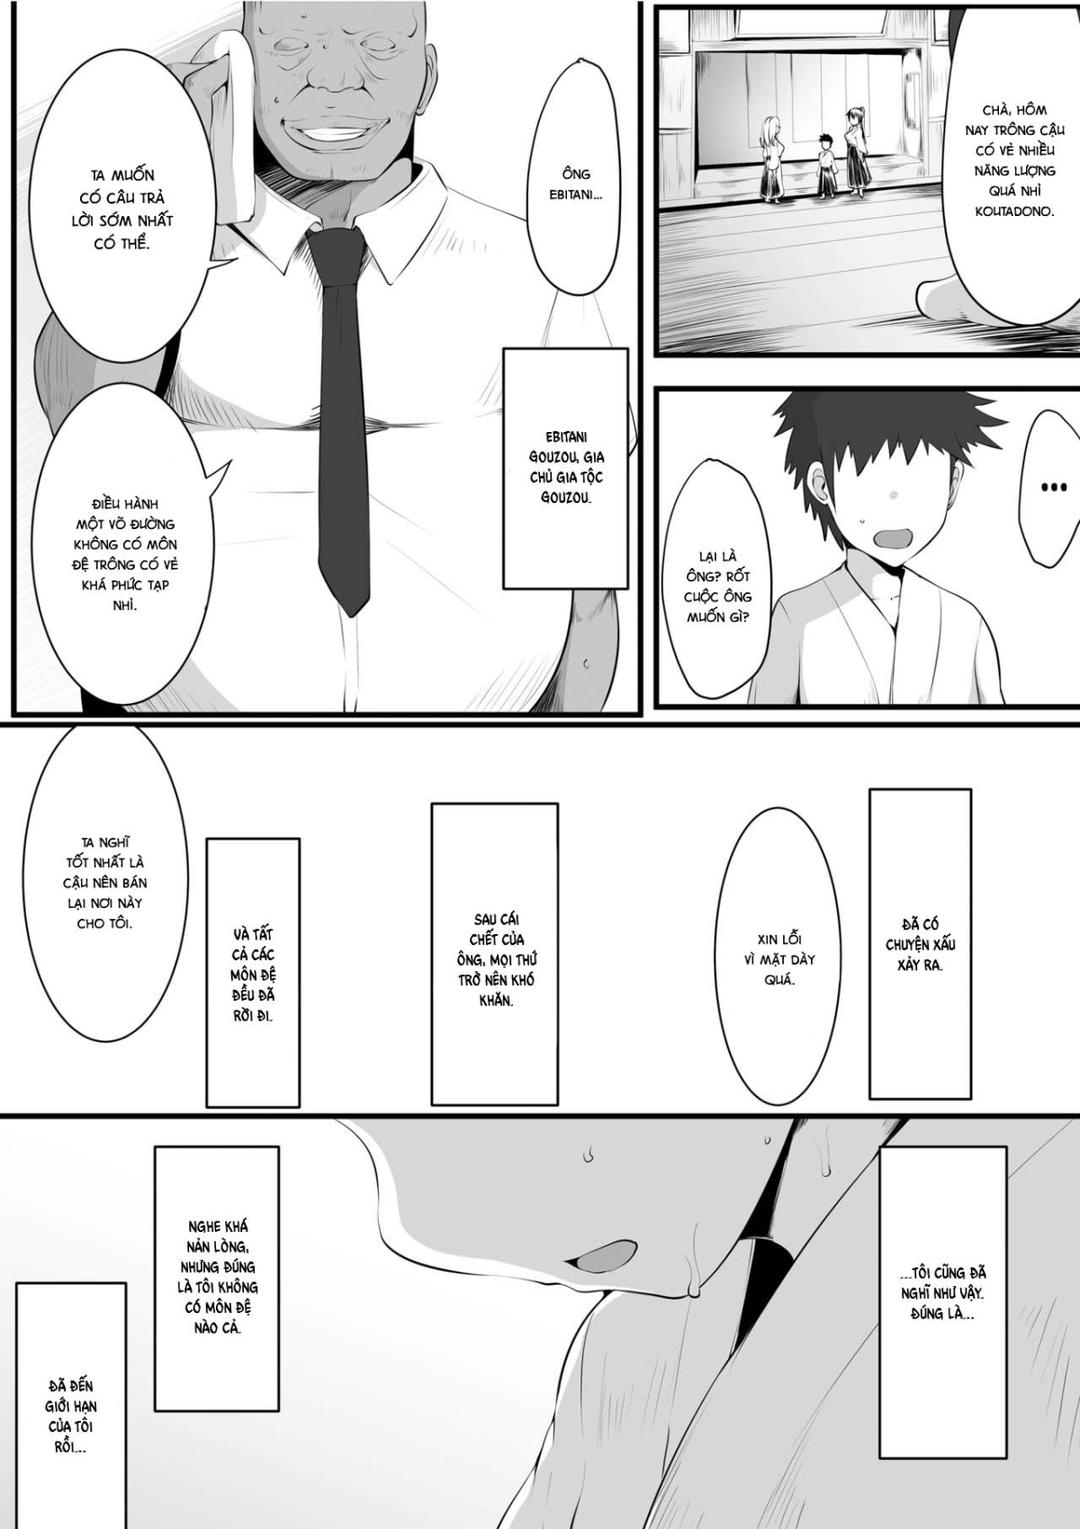 CHÀ, HÔM
NAY TRÔNG CẬU
CÓ VẺ NHIỀU
NĂNG LƯỢNG
QUÁ NHỈ
KOUTADONO.
...
LẠI LÀ
ÔNG? RỐT
CUỘC ÔNG
MUỐN GÌ?
ÔNG
EBITANI...
EBITANI
GOUZOU, GIA
CHỦ GIA TỘC
GOUZOU.
TA MUỐN
CÓ CÂU TRẢ
LỜI SỚM NHẤT
CÓ THỂ.
ĐIỀU HÀNH
MỘT VÕ ĐƯỜNG
KHÔNG CÓ MÔN
ĐỆ TRÔNG CÓ VẺ
KHÁ PHỨC TẠP
NHỈ.
ĐÃ CÓ
CHUYỆN XẤU
XẢY RA.
XIN LỖI
VÌ MẶT DÀY
QUÁ.
SAU CÁI
CHẾT CỦA
ÔNG, MỌI THỨ
TRỞ NÊN KHÓ
KHĂN.
VÀ TẤT
CẢ CÁC
MÔN ĐỆ
ĐỀU ĐÃ
RỜI ĐI.
TA NGHĨ
TỐT NHẤT LÀ
CẬU NÊN BÁN
LẠI NƠI NÀY
CHO TÔI.
...TÔI CŨNG ĐÃ
NGHĨ NHƯ VẬY.
ĐÚNG LÀ...
NGHE KHÁ
NẢN LÒNG,
NHƯNG ĐÚNG
LÀ TÔI KHÔNG
CÓ MÔN ĐỆ
NÀO CẢ.
ĐÃ ĐẾN
GIỚI HẠN
CỦA TÔI
RỒI...